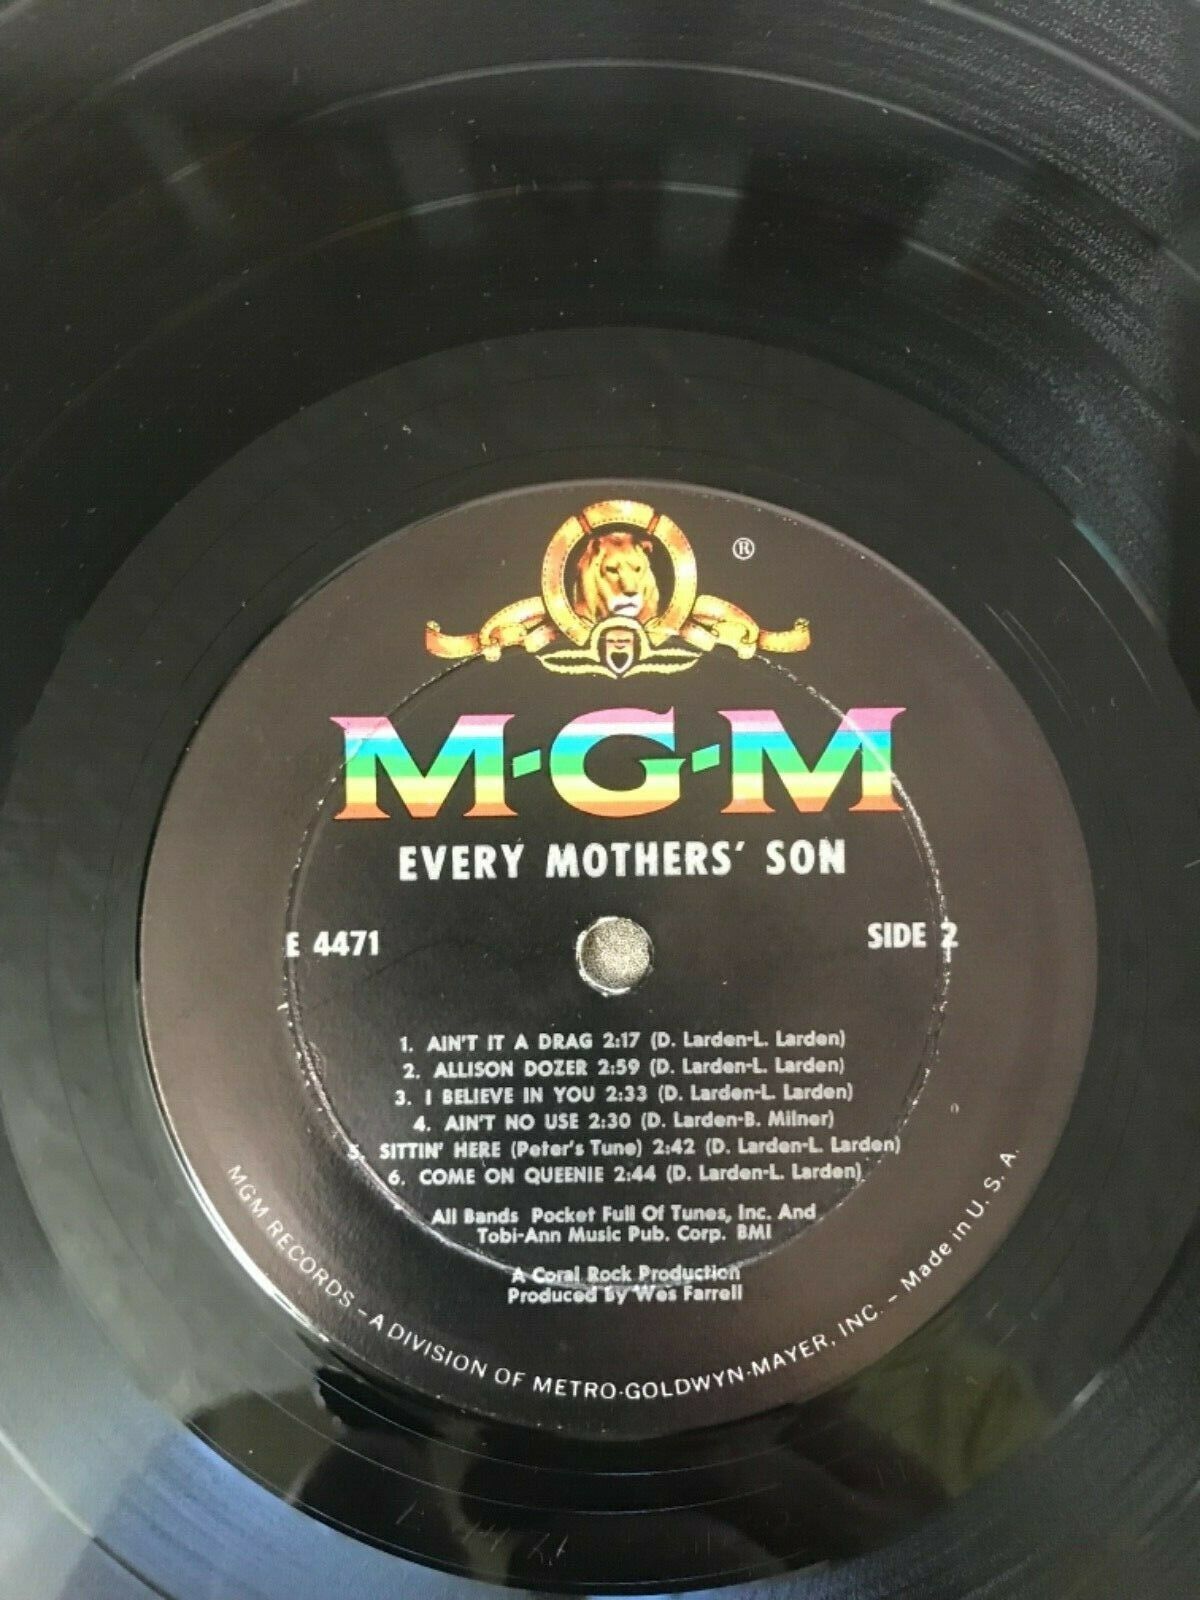 ®
M-G-M
EVERY MOTHERS' SON
E 4471
SIDE 2
1. AIN'T IT A DRAG 2:17 (D. Larden-L. Larden)
2. ALLISON DOZER 2:59 (D. Larden-L. Larden)
3. I BELIEVE IN YOU 2:33 (D. Larden-L. Larden)
4. AIN'T NO USE 2:30 (D. Larden-B. Milner)
5. SITTIN' HERE (Peter's Tune) 2:42 (D. Larden-L. Larden)
6. COME ON QUEENIE 2:44 (D. Larden-L. Larden)
All Bands Pocket Full Of Tunes, Inc. And
Tobi-Ann Music Pub. Corp. BMI
A Coral Rock Production
Produced By Wes Farrell
MGM RECORDS – A DIVISION OF METRO-GOLDWYN-MAYER, INC. – Made in U. S. A.